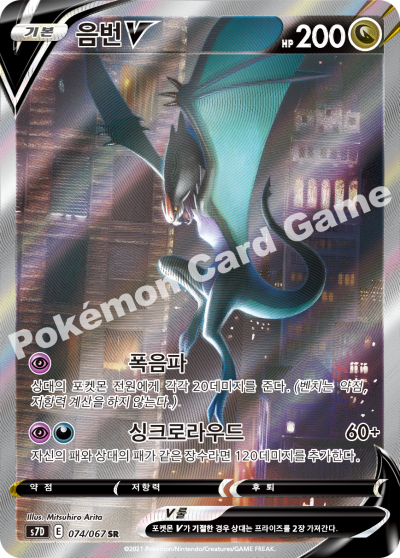 기본 음번 V HP 200
Pokémon Card Game
폭음파
상대의 포켓몬 전원에게 각각 20데미지를 준다. (벤치는 약점,
저항력 계산을 하지 않는다.)
싱크로라우드 60+
자신의 패와 상대의 패가 같은 장수라면 120데미지를 추가한다.
약점 저항력 후퇴
Illus. Mitsuhiro Arita
V 룰
s7D E 074/067 SR
포켓몬 V가 기절한 경우 상대는 프라이즈를 2장 가져간다.
©2021 Pokémon/Nintendo/Creatures/GAME FREAK.